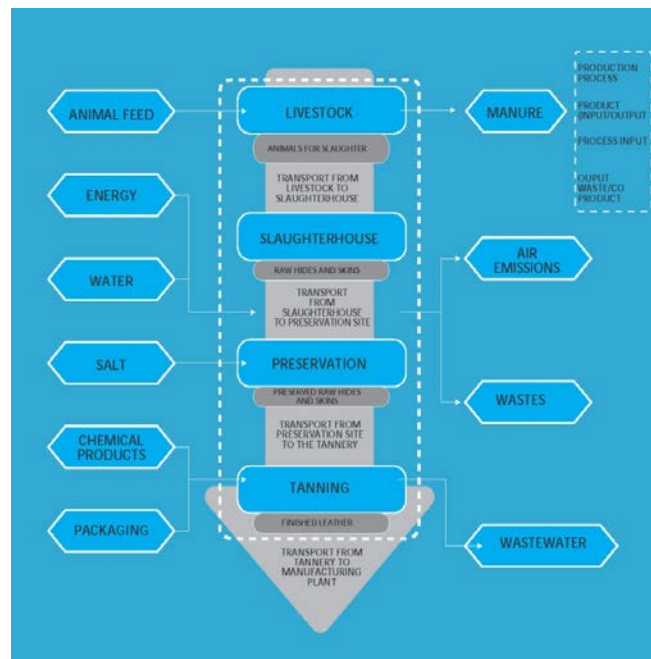 ANIMAL FEED
LIVESTOCK
MANURE
PRODUCTION
PROCESS
PRODUCT
(INPUT/OUTPUT
PROCESS INPUT
OUPUT
WASTE/CO
PRODUCT
ANIMALS FOR SLAUGHTER
TRANSPORT FROM
LIVESTOCK TO
SLAUGHTERHOUSE
ENERGY
SLAUGHTERHOUSE
RAW HIDES AND SKINS
AIR
EMISSIONS
WATER
TRANSPORT
FROM
SLAUGHTERHOUSE
TO PRESERVATION SITE
SALT
PRESERVATION
PRESERVED RAW HIDES
AND SKINS
WASTES
TRANSPORT FROM
PRESERVATION SITE
TO THE TANNERY
CHEMICAL
PRODUCTS
TANNING
PACKAGING
FINISHED LEATHER
WASTEWATER
TRANSPORT FROM
TANNERY TO
MANUFACTURING
PLANT